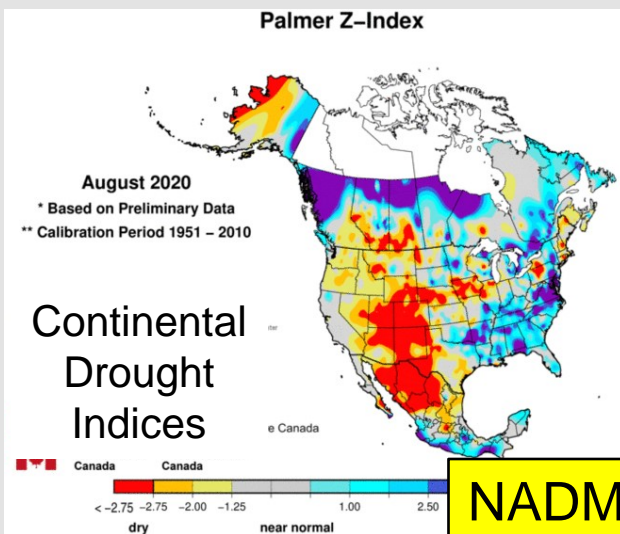 Palmer Z–Index
August 2020
* Based on Preliminary Data
** Calibration Period 1951 – 2010
Continental
Drought
Indices
e Canada
Canada Canada
< −2.75 −2.75 −2.00 −1.25 1.00 2.50
dry near normal
NADM